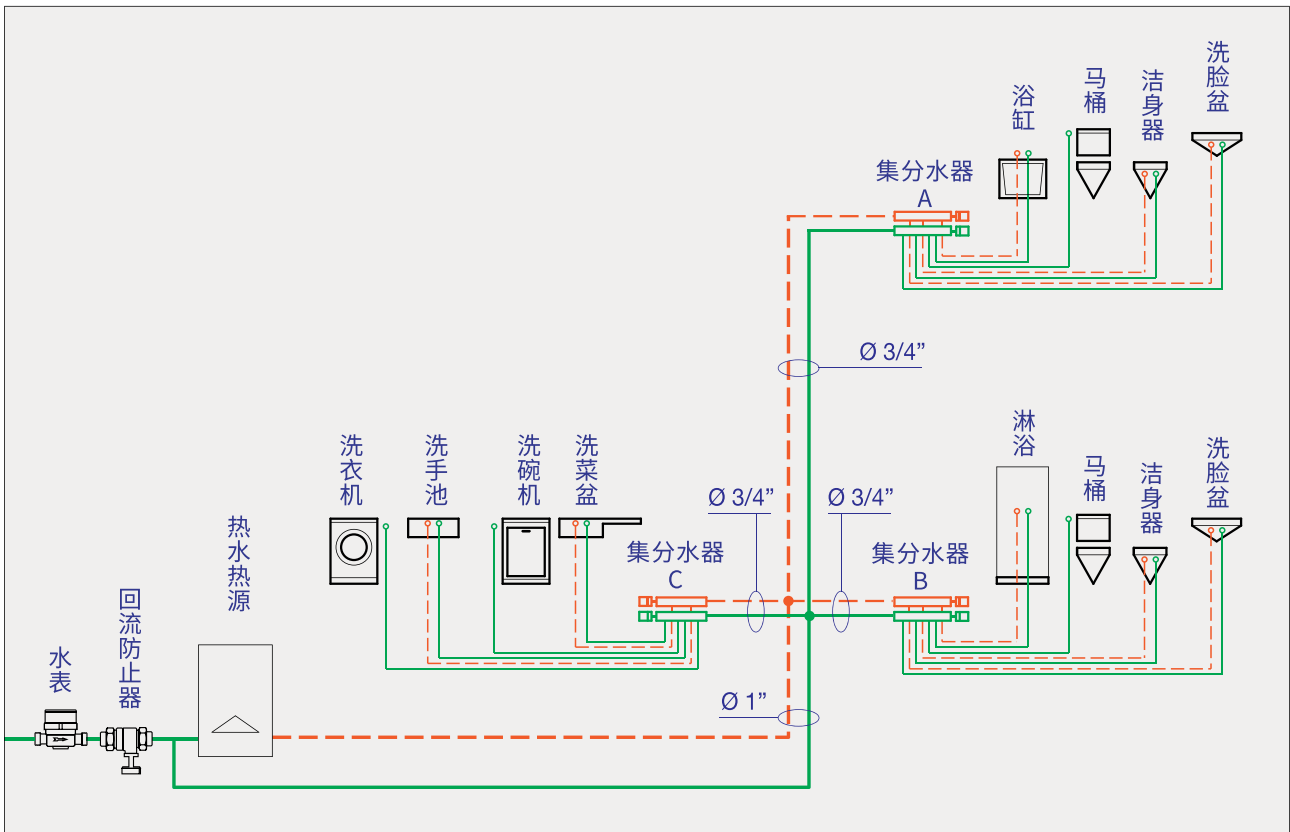 洗脸盆
马桶
洁身器
浴缸
集分水器
A
Ø 3/4”
淋浴
洗衣机
洗手池
洗碗机
洗菜盆
马桶
洁身器
洗脸盆
Ø 3/4”
Ø 3/4”
热水热源
集分水器
C
集分水器
B
回流防止器
水表
Ø 1”